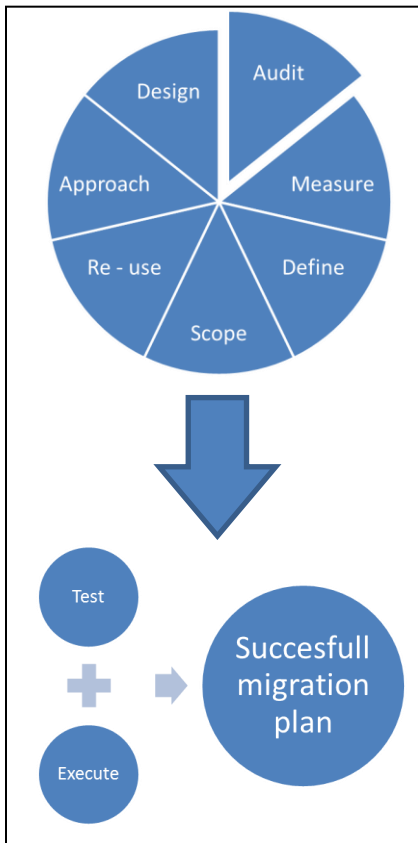 Audit
Measure
Define
Scope
Re - use
Approach
Design
Test
Execute
Succesfull
migration
plan